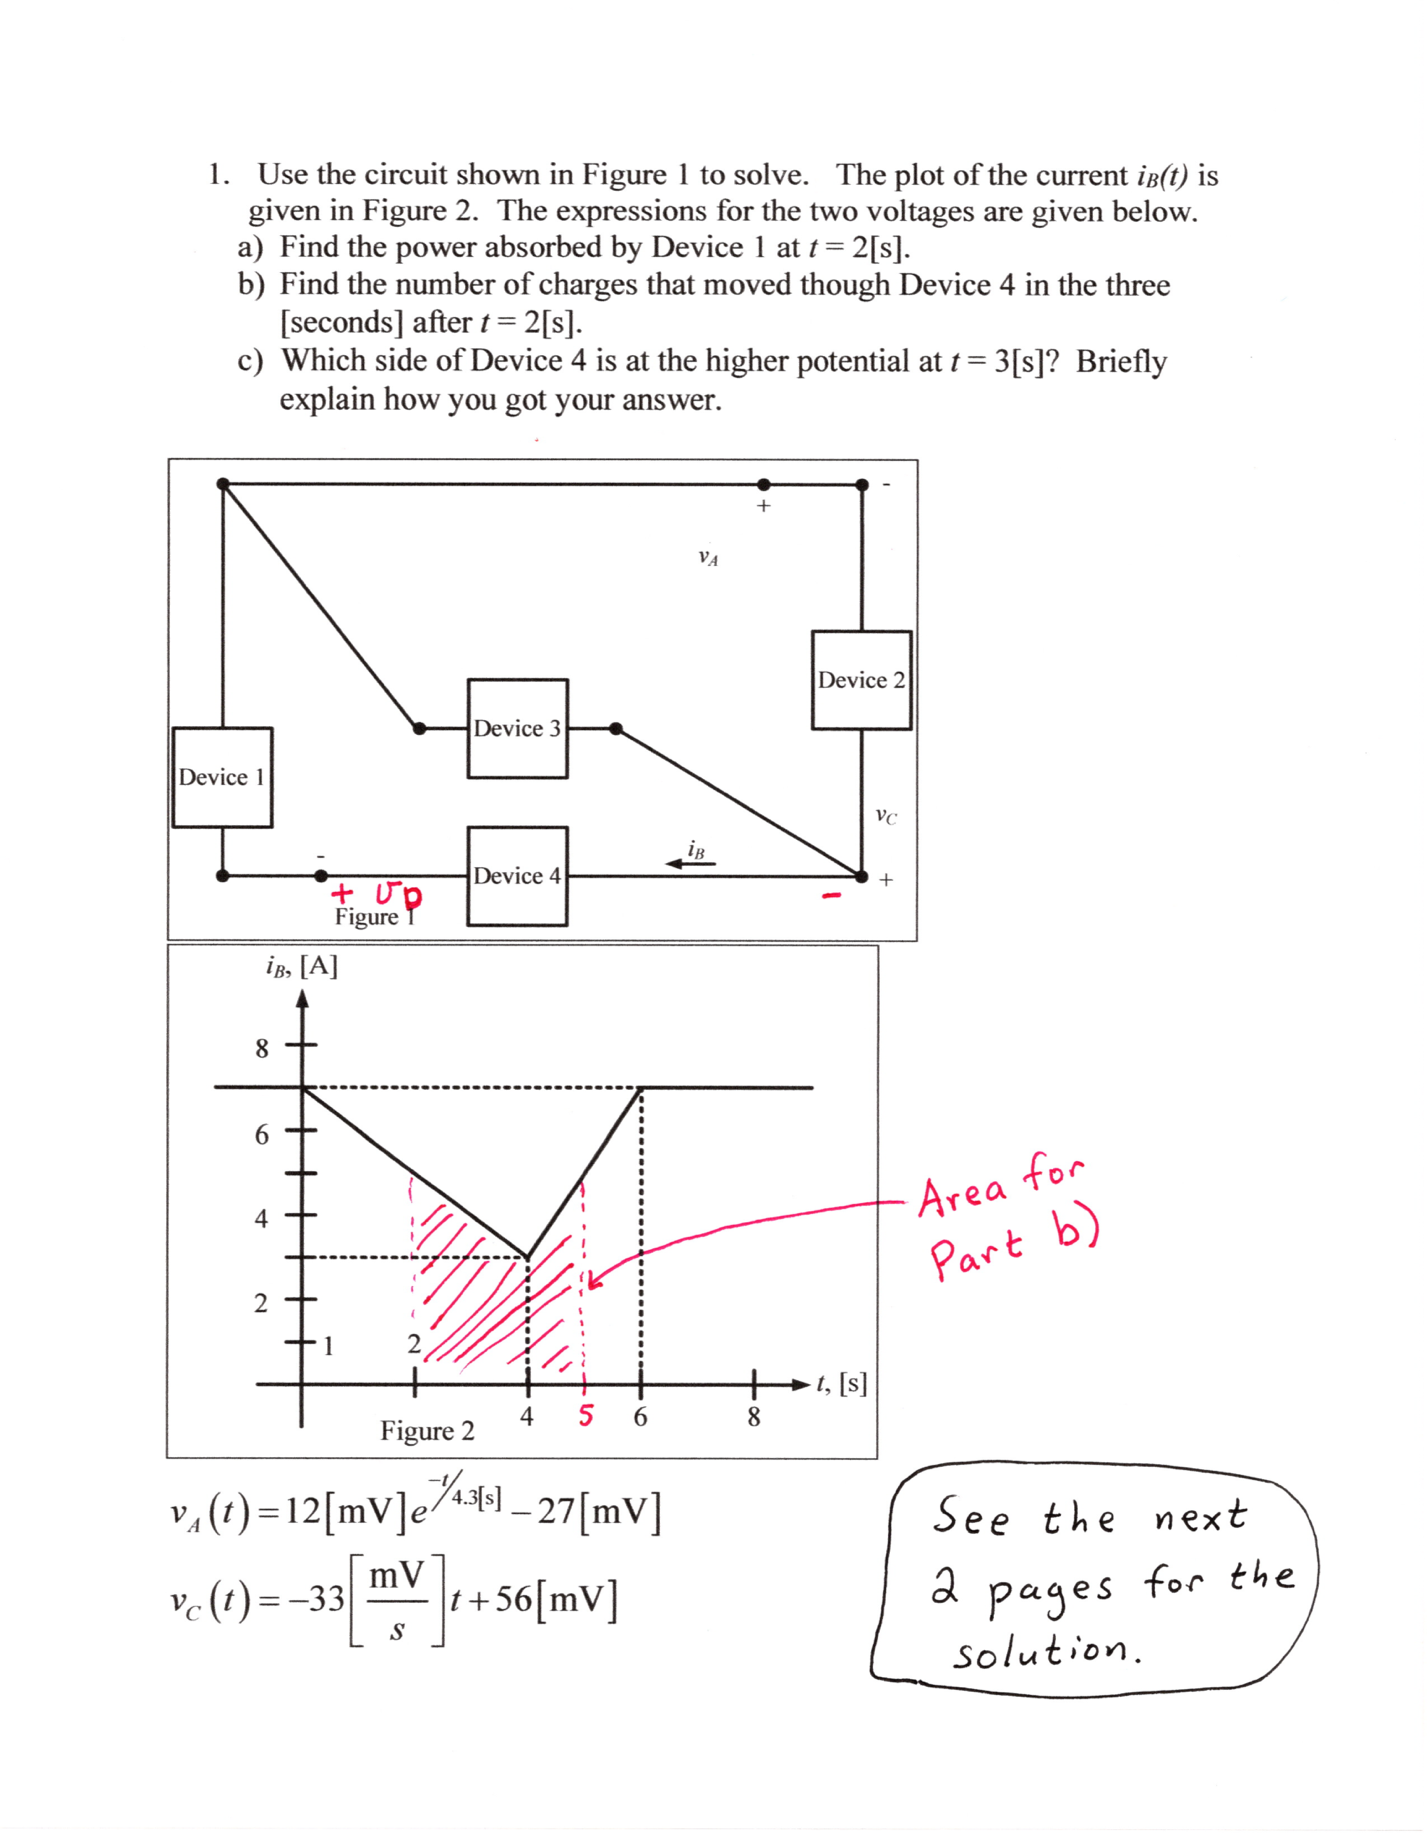 1. Use the circuit shown in Figure 1 to solve. The plot of the current iB(t) is
given in Figure 2. The expressions for the two voltages are given below.
a) Find the power absorbed by Device 1 at t = 2[s].
b) Find the number of charges that moved though Device 4 in the three
[seconds] after t = 2[s].
c) Which side of Device 4 is at the higher potential at t = 3[s]? Briefly
explain how you got your answer.
-
+
vA
Device 2
Device 3
Device 1
vC
iB
-
Device 4
+
+ vD
-
Figure 1
iB, [A]
8
6
Area for
Part b)
4
2
1
2
t, [s]
4
5
6
8
Figure 2
vA(t) = 12[mV]e^(-t/4.3[s]) – 27[mV]
vC(t) = –33[mV/s]t + 56[mV]
See the next
2 pages for the
solution.